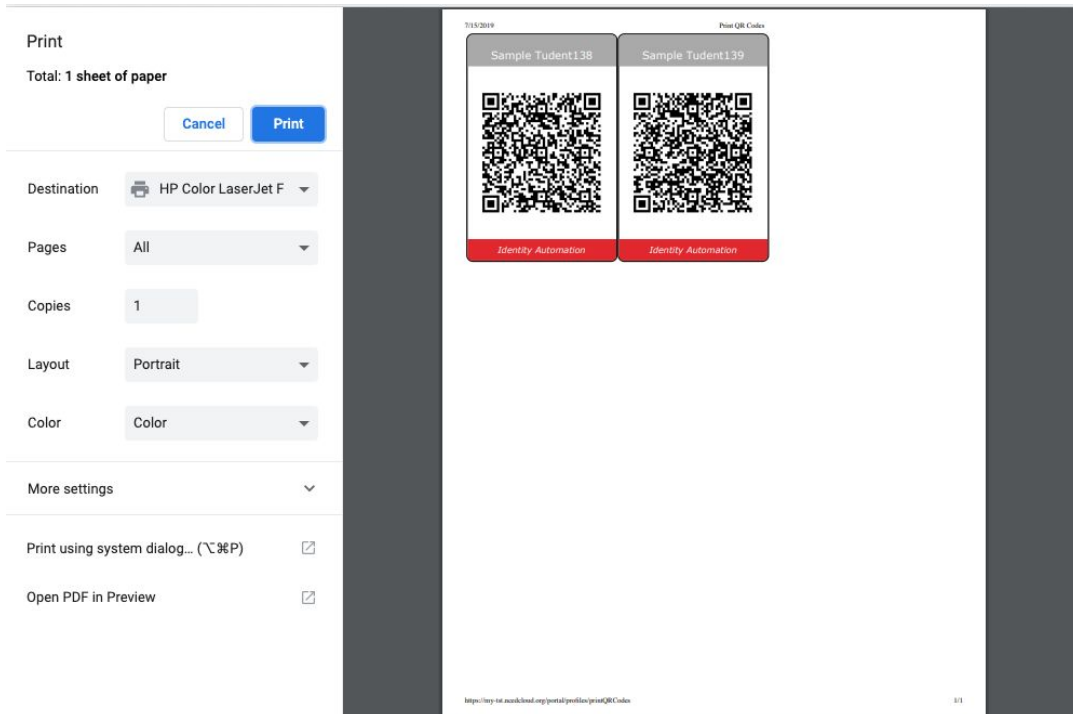 Print
Total: 1 sheet of paper
Cancel Print
Destination HP Color LaserJet F
Pages All
Copies 1
Layout Portrait
Color Color
More settings
Print using system dialog... (⌥⌘P)
Open PDF in Preview
7/15/2019 Print QR Codes
Sample Tudent138 Sample Tudent139
Identity Automation Identity Automation
1/1